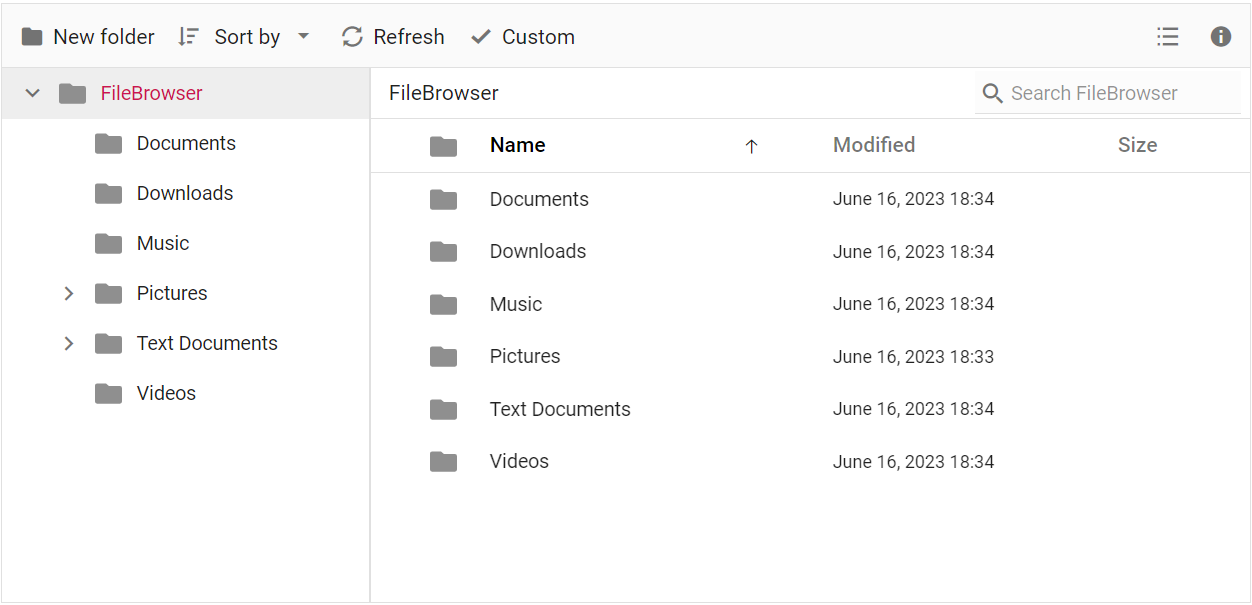 New folder Sort by Refresh Custom
FileBrowser
Documents
Downloads
Music
Pictures
Text Documents
Videos
FileBrowser Search FileBrowser
Name Modified Size
Documents June 16, 2023 18:34
Downloads June 16, 2023 18:34
Music June 16, 2023 18:34
Pictures June 16, 2023 18:33
Text Documents June 16, 2023 18:34
Videos June 16, 2023 18:34